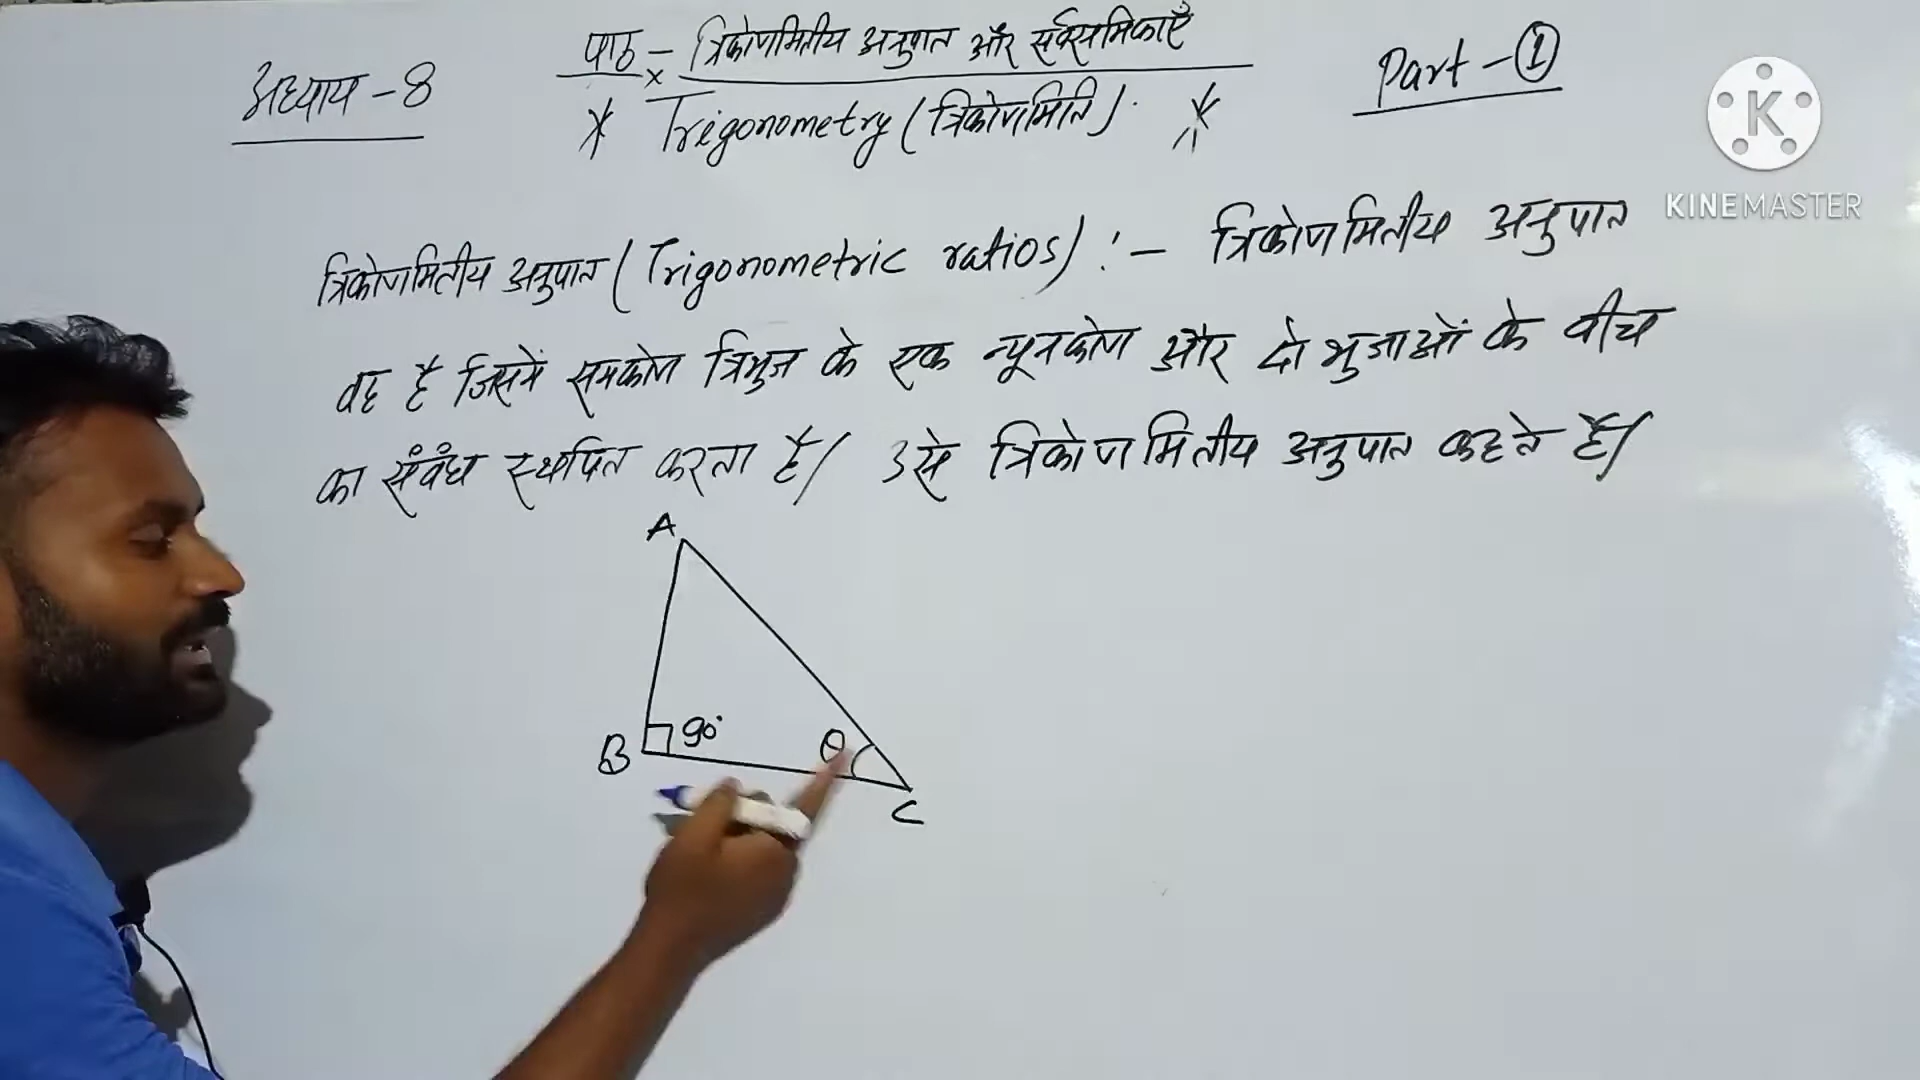 अध्याय - 8
पाठ - त्रिकोणमितीय अनुपात और सर्वसमिकाएँ
Part - ①
* Trigonometry (त्रिकोणमिति) *
K
KINEMASTER
त्रिकोणमितीय अनुपात (Trigonometric ratios) :- त्रिकोणमितीय अनुपात
वह है जिसमें समकोण त्रिभुज के एक न्यूनकोण और दो भुजाओं के बीच
का संबंध स्थपित करता है। उसे त्रिकोणमितीय अनुपात कहते हैं।
A
B 90° θ
C